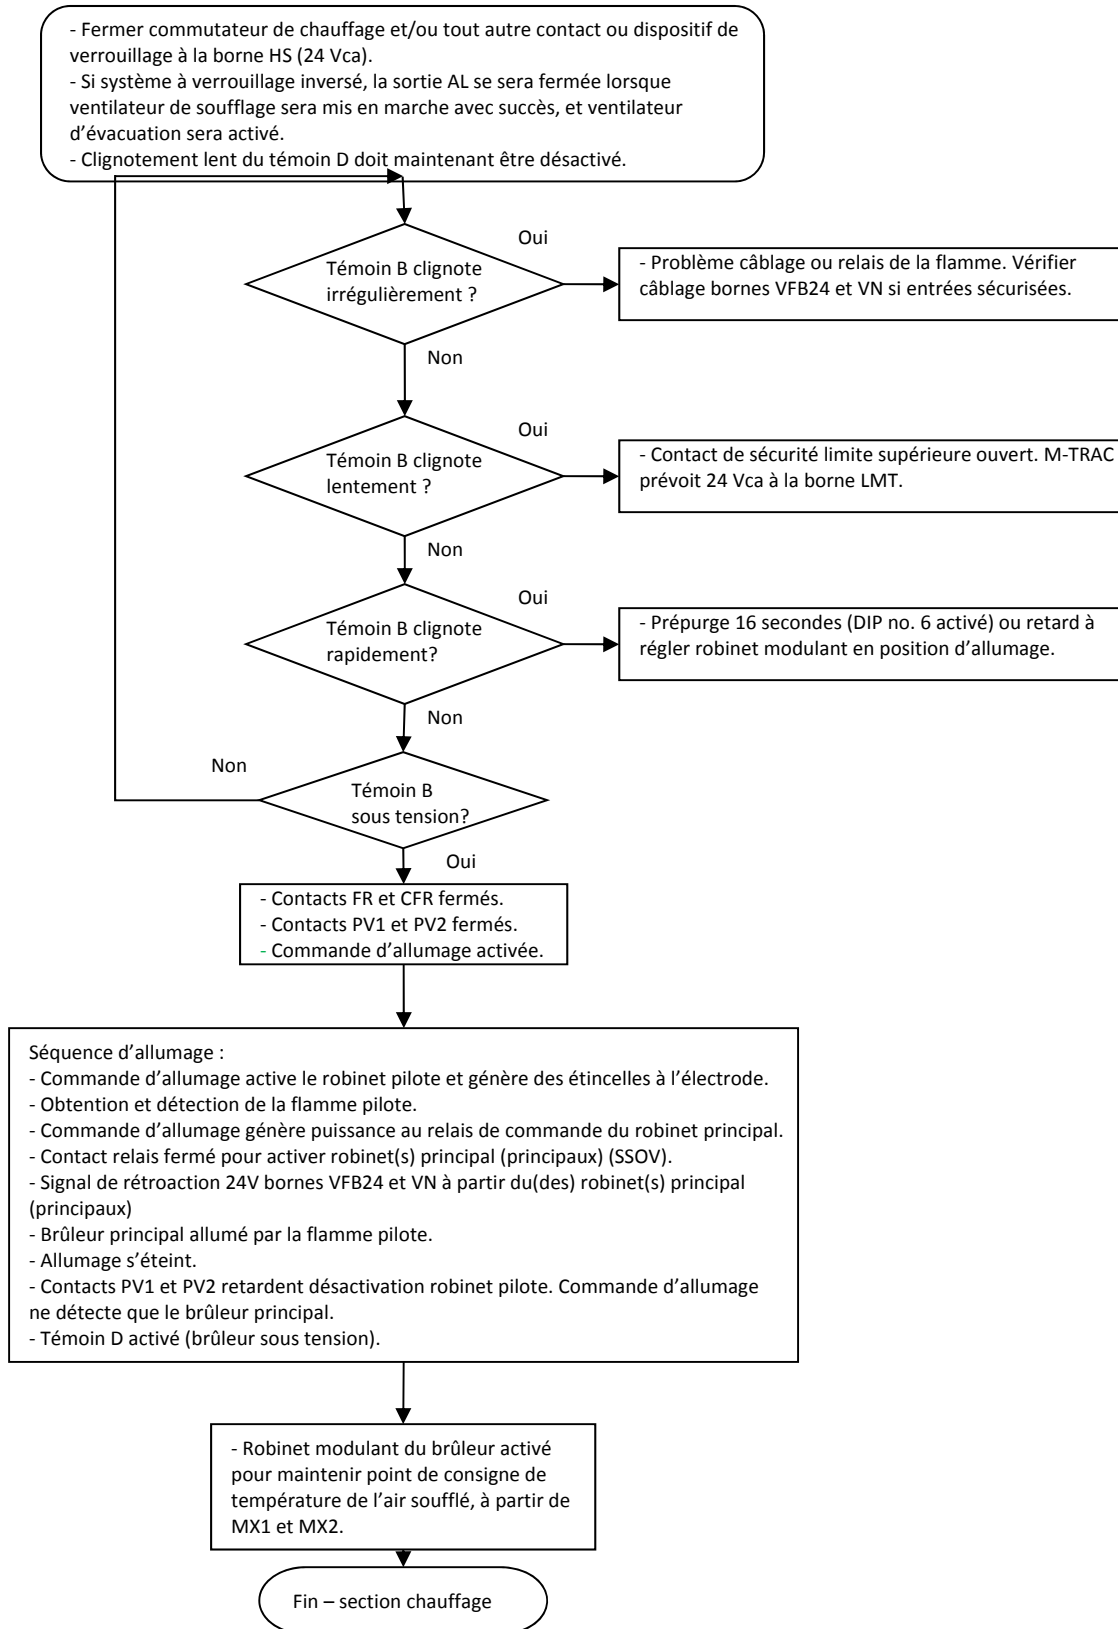 - Fermer commutateur de chauffage et/ou tout autre contact ou dispositif de
verrouillage à la borne HS (24 Vca).
- Si système à verrouillage inversé, la sortie AL se sera fermée lorsque
ventilateur de soufflage sera mis en marche avec succès, et ventilateur
d’évacuation sera activé.
- Clignotement lent du témoin D doit maintenant être désactivé.
Oui
Témoin B clignote
irrégulièrement ?
- Problème câblage ou relais de la flamme. Vérifier
câblage bornes VFB24 et VN si entrées sécurisées.
Non
Oui
Témoin B clignote
lentement ?
- Contact de sécurité limite supérieure ouvert. M-TRAC
prévoit 24 Vca à la borne LMT.
Non
Oui
Témoin B clignote
rapidement?
- Prépurge 16 secondes (DIP no. 6 activé) ou retard à
régler robinet modulant en position d’allumage.
Non
Non
Témoin B
sous tension?
Oui
- Contacts FR et CFR fermés.
- Contacts PV1 et PV2 fermés.
- Commande d’allumage activée.
Séquence d’allumage :
- Commande d’allumage active le robinet pilote et génère des étincelles à l’électrode.
- Obtention et détection de la flamme pilote.
- Commande d’allumage génère puissance au relais de commande du robinet principal.
- Contact relais fermé pour activer robinet(s) principal (principaux) (SSOV).
- Signal de rétroaction 24V bornes VFB24 et VN à partir du(des) robinet(s) principal
(principaux)
- Brûleur principal allumé par la flamme pilote.
- Allumage s’éteint.
- Contacts PV1 et PV2 retardent désactivation robinet pilote. Commande d’allumage
ne détecte que le brûleur principal.
- Témoin D activé (brûleur sous tension).
- Robinet modulant du brûleur activé
pour maintenir point de consigne de
température de l’air soufflé, à partir de
MX1 et MX2.
Fin – section chauffage